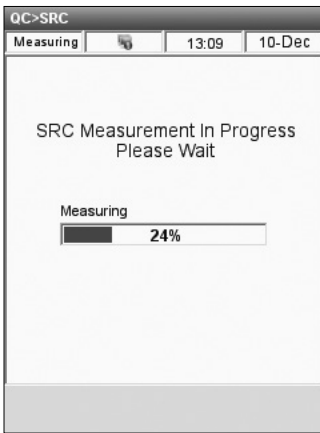 QC>SRC
Measuring 13:09 10-Dec
SRC Measurement In Progress
Please Wait
Measuring
24%